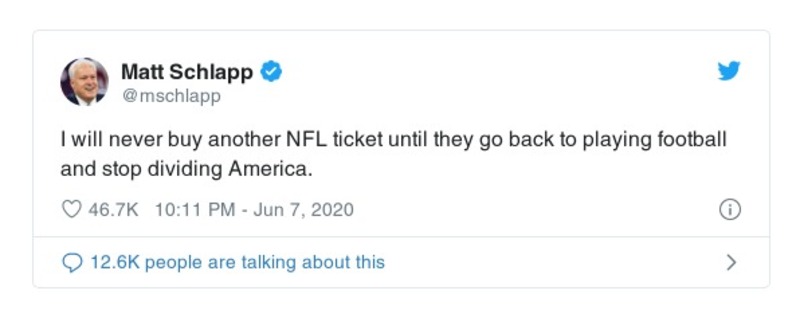 Matt Schlapp
@mschlapp
I will never buy another NFL ticket until they go back to playing football
and stop dividing America.
46.7K 10:11 PM - Jun 7, 2020
12.6K people are talking about this